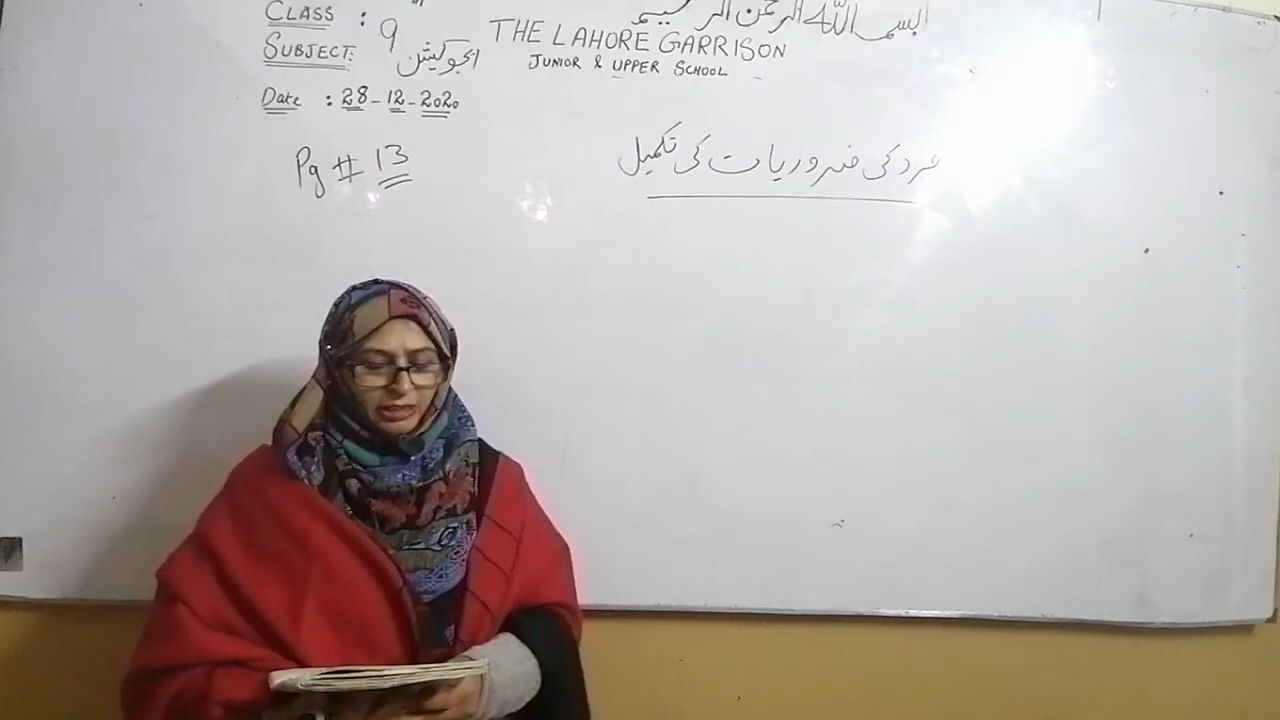 بسم اللہ الرحمن الرحیم
CLASS : 9th
THE LAHORE GARRISON
SUBJECT: ایجوکیشن
JUNIOR & UPPER SCHOOL
Date : 28-12-2020
Pg # 13
فرد کی ضروریات کی تکمیل